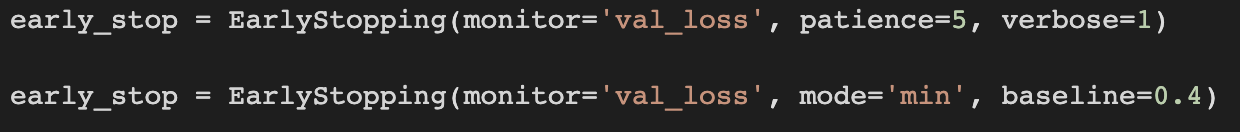 early_stop = EarlyStopping(monitor='val_loss', patience=5, verbose=1)
early_stop = EarlyStopping(monitor='val_loss', mode='min', baseline=0.4)